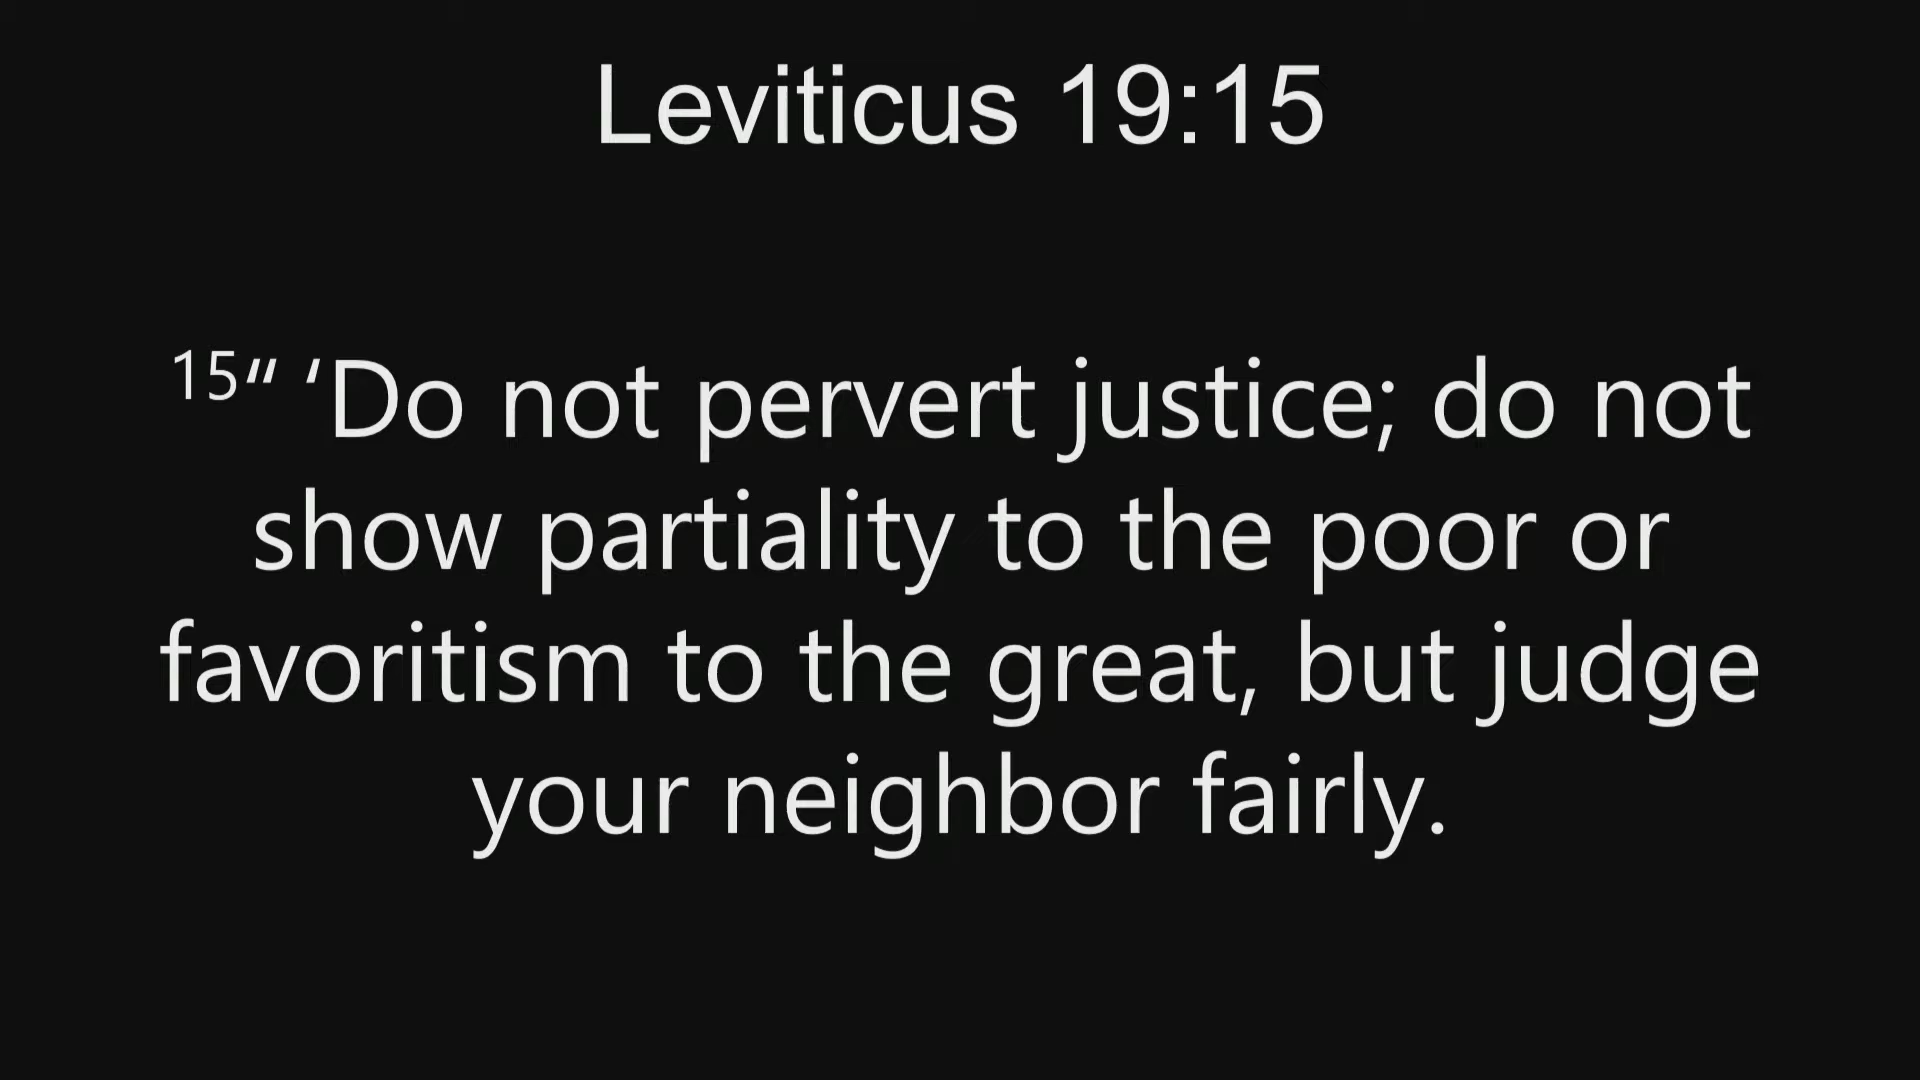 Leviticus 19:15
15“ ‘Do not pervert justice; do not
show partiality to the poor or
favoritism to the great, but judge
your neighbor fairly.